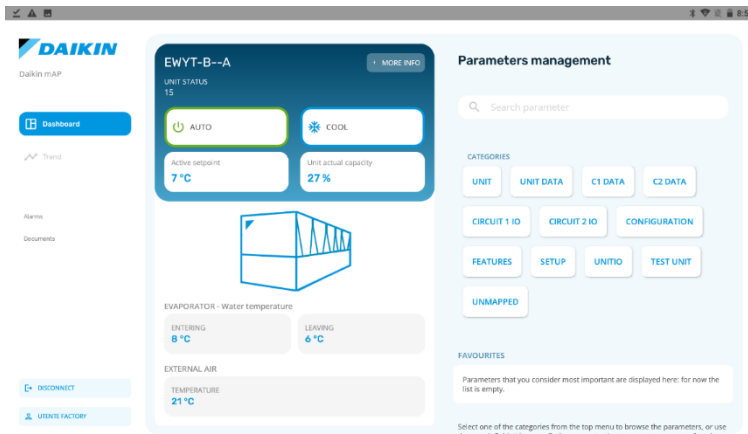 8:5
DAIKIN
Daikin mAP
Dashboard
Trend
Alarms
Documents
DISCONNECT
UTENTE FACTORY
EWYT-B--A
MORE INFO
UNIT STATUS
15
AUTO
COOL
Active setpoint
7 °C
Unit actual capacity
27 %
EVAPORATOR - Water temperature
ENTERING
8 °C
LEAVING
6 °C
EXTERNAL AIR
TEMPERATURE
21 °C
Parameters management
Search parameter
CATEGORIES
UNIT
UNIT DATA
C1 DATA
C2 DATA
CIRCUIT 1 IO
CIRCUIT 2 IO
CONFIGURATION
FEATURES
SETUP
UNITIO
TEST UNIT
UNMAPPED
FAVOURITES
Parameters that you consider most important are displayed here: for now the
list is empty.
Select one of the categories from the top menu to browse the parameters, or use